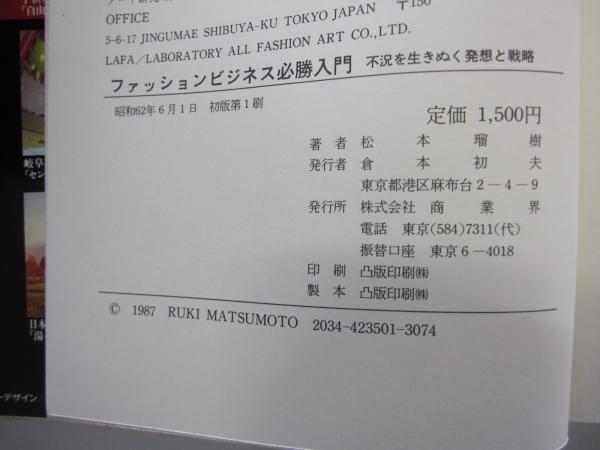 OFFICE
5-6-17 JINGUMAE SHIBUYA-KU TOKYO JAPAN 〒150
LAFA/LABORATORY ALL FASHION ART CO.,LTD.
ファッションビジネス必勝入門 不況を生きぬく発想と戦略
昭和62年6月1日 初版第1刷
定価 1,500円
著者 松本瑠樹
発行者 倉本初夫
東京都港区麻布台2-4-9
発行所 株式会社 商業界
電話 東京(584)7311(代)
振替口座 東京6-4018
印刷 凸版印刷㈱
製本 凸版印刷㈱
© 1987 RUKI MATSUMOTO 2034-423501-3074